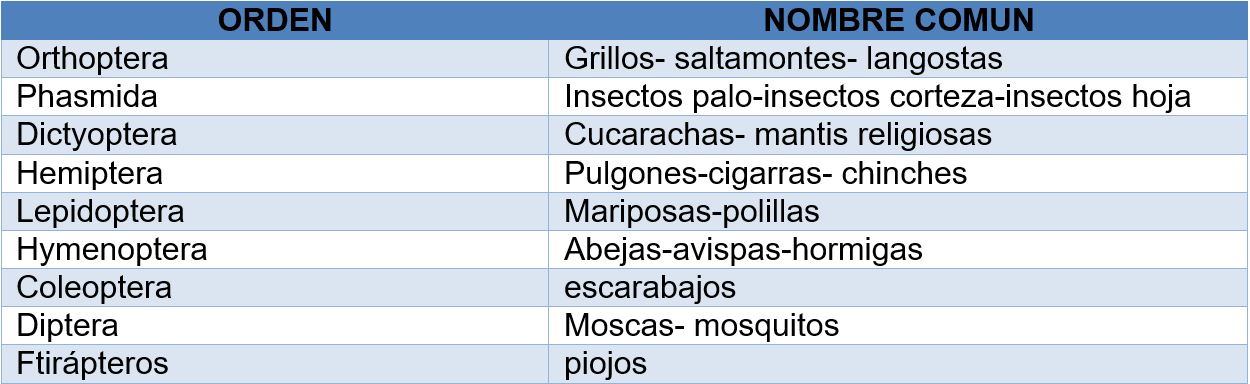 ORDEN NOMBRE COMUN
Orthoptera Grillos- saltamontes- langostas
Phasmida Insectos palo-insectos corteza-insectos hoja
Dictyoptera Cucarachas- mantis religiosas
Hemiptera Pulgones-cigarras- chinches
Lepidoptera Mariposas-polillas
Hymenoptera Abejas-avispas-hormigas
Coleoptera escarabajos
Diptera Moscas- mosquitos
Ftirápteros piojos